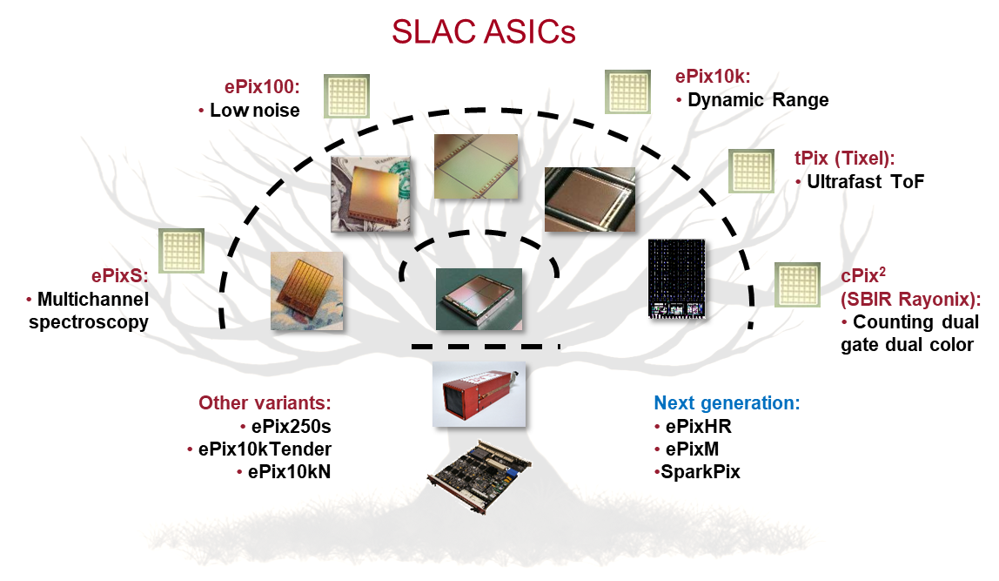 SLAC ASICs
ePix100:
• Low noise
ePix10k:
• Dynamic Range
tPix (Tixel):
• Ultrafast ToF
ePixS:
• Multichannel
spectroscopy
cPix²
(SBIR Rayonix):
• Counting dual
gate dual color
Other variants:
• ePix250s
• ePix10kTender
• ePix10kN
Next generation:
• ePixHR
• ePixM
•SparkPix